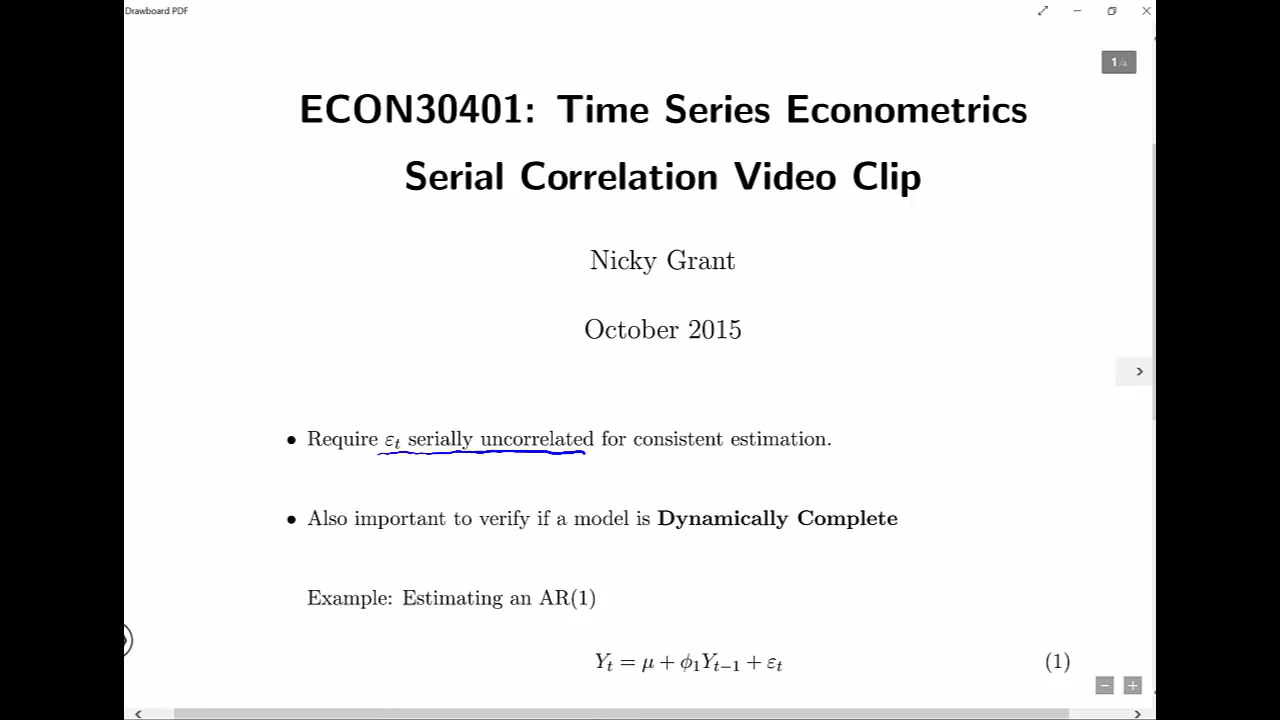 Drawboard PDF
1/4
ECON30401: Time Series Econometrics
Serial Correlation Video Clip
Nicky Grant
October 2015
• Require εt serially uncorrelated for consistent estimation.
• Also important to verify if a model is Dynamically Complete
Example: Estimating an AR(1)
Yt = μ + ϕ1Yt−1 + εt (1)